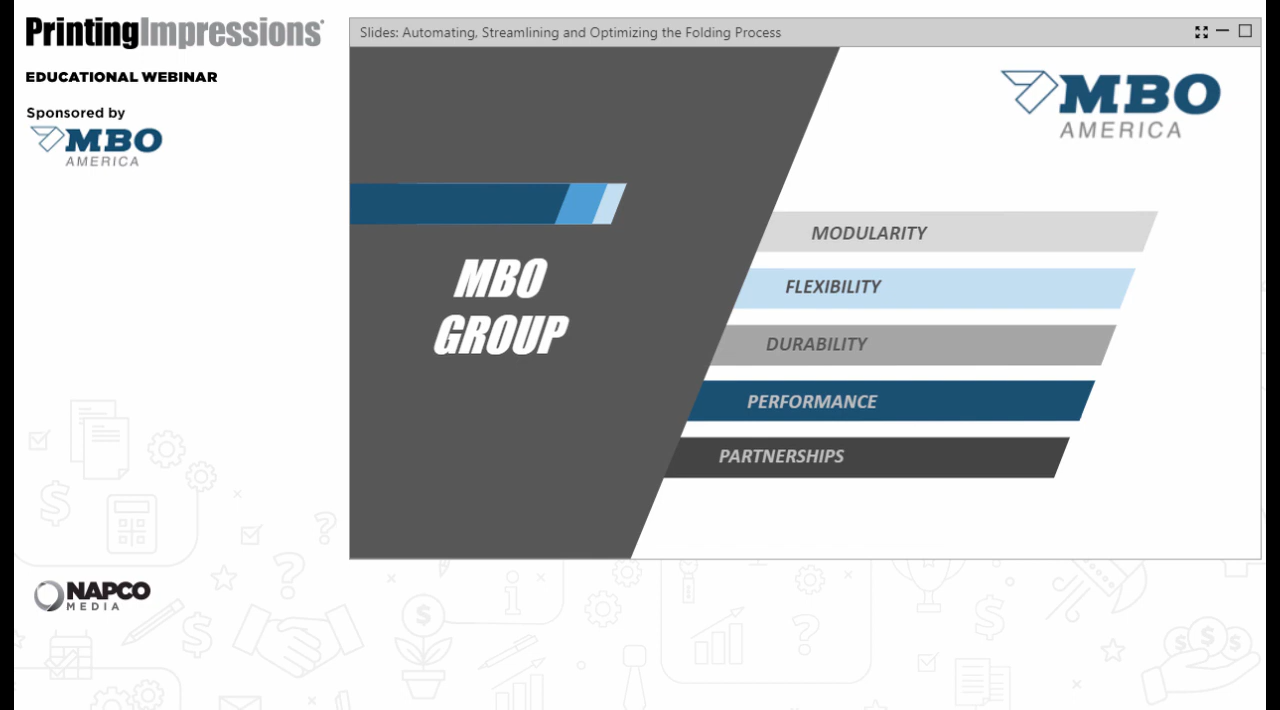 PrintingImpressions®
EDUCATIONAL WEBINAR
Sponsored by
MBO
AMERICA
Slides: Automating, Streamlining and Optimizing the Folding Process
MBO
AMERICA
MBO
GROUP
MODULARITY
FLEXIBILITY
DURABILITY
PERFORMANCE
PARTNERSHIPS
NAPCO
MEDIA